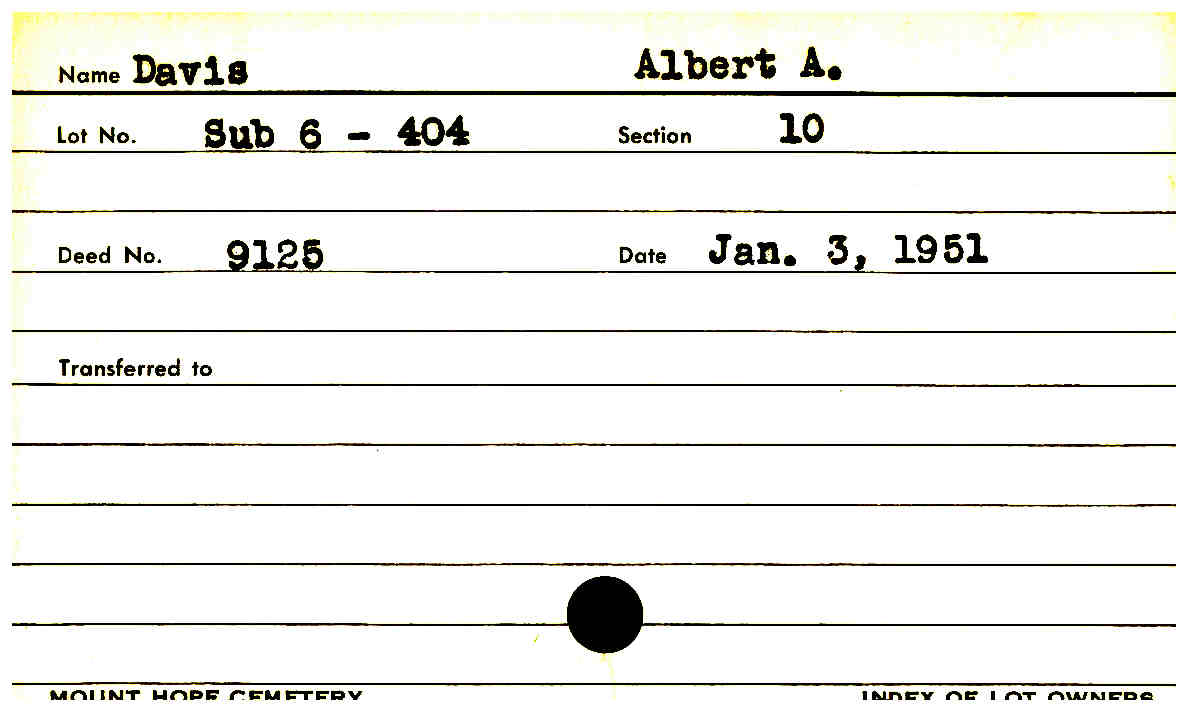 Name Davis Albert A.
Lot No. Sub 6 - 404 Section 10
Deed No. 9125 Date Jan. 3, 1951
Transferred to
MOUNT HOPE CEMETERY INDEX OF LOT OWNERS